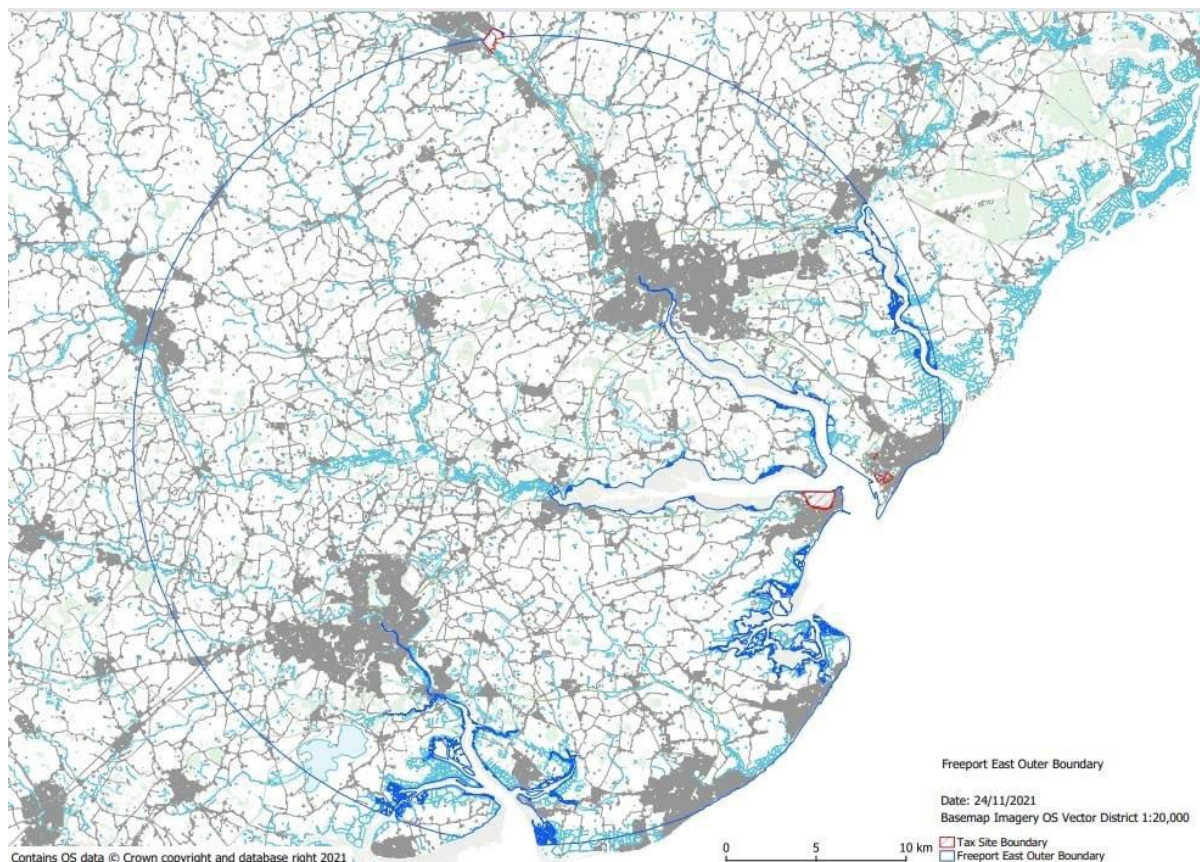 Freeport East Outer Boundary
Date: 24/11/2021
Basemap Imagery OS Vector District 1:20,000
Tax Site Boundary
Freeport East Outer Boundary
0 5 10 km
Contains OS data © Crown copyright and database right 2021